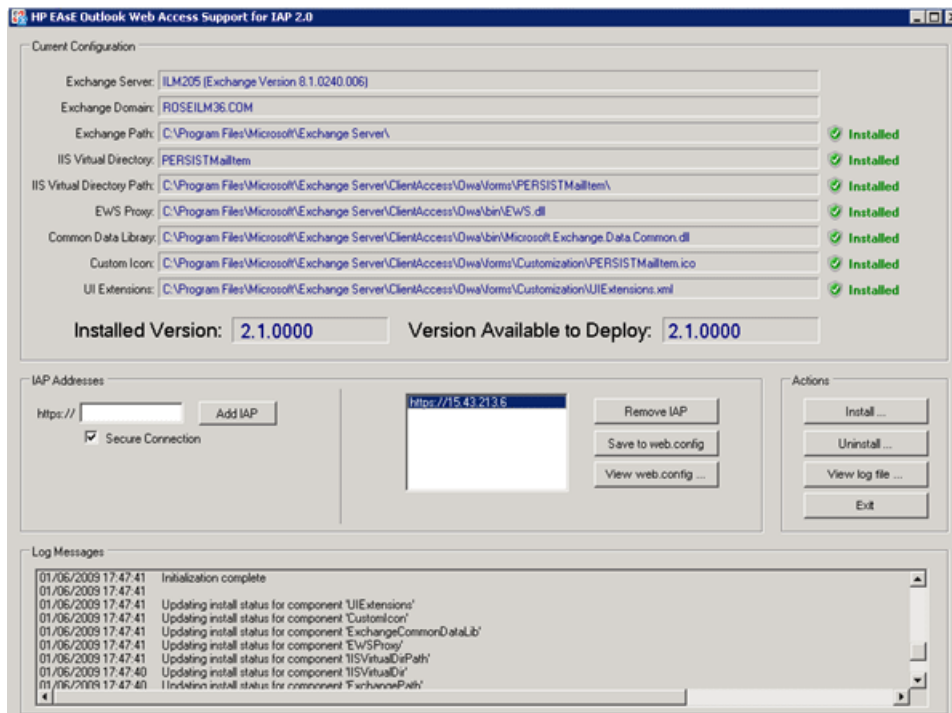 HP EAsE Outlook Web Access Support for IAP 2.0
Current Configuration
Exchange Server: ILM205 (Exchange Version 8.1.0240.006)
Exchange Domain: ROSEILM36.COM
Exchange Path: C:\Program Files\Microsoft\Exchange Server\ Installed
IIS Virtual Directory: PERSISTMailItem Installed
IIS Virtual Directory Path: C:\Program Files\Microsoft\Exchange Server\ClientAccess\Owa\forms\PERSISTMailItem\ Installed
EWS Proxy: C:\Program Files\Microsoft\Exchange Server\ClientAccess\Owa\bin\EWS.dll Installed
Common Data Library: C:\Program Files\Microsoft\Exchange Server\ClientAccess\Owa\bin\Microsoft.Exchange.Data.Common.dll Installed
Custom Icon: C:\Program Files\Microsoft\Exchange Server\ClientAccess\Owa\forms\Customization\PERSISTMailItem.ico Installed
UI Extensions: C:\Program Files\Microsoft\Exchange Server\ClientAccess\Owa\forms\Customization\UIExtensions.xml Installed
Installed Version: 2.1.0000 Version Available to Deploy: 2.1.0000
IAP Addresses
https:// Add IAP
Secure Connection
https://15.43.213.6
Remove IAP
Save to web.config
View web.config ...
Actions
Install ...
Uninstall ...
View log file ...
Exit
Log Messages
01/06/2009 17:47:41 Initialization complete
01/06/2009 17:47:41
01/06/2009 17:47:41 Updating install status for component 'UIExtensions'
01/06/2009 17:47:41 Updating install status for component 'CustomIcon'
01/06/2009 17:47:41 Updating install status for component 'ExchangeCommonDataLib'
01/06/2009 17:47:41 Updating install status for component 'EWSProxy'
01/06/2009 17:47:41 Updating install status for component 'IISVirtualDirPath'
01/06/2009 17:47:40 Updating install status for component 'IISVirtualDir'
01/06/2009 17:47:40 Updating install status for component 'ExchangePath'